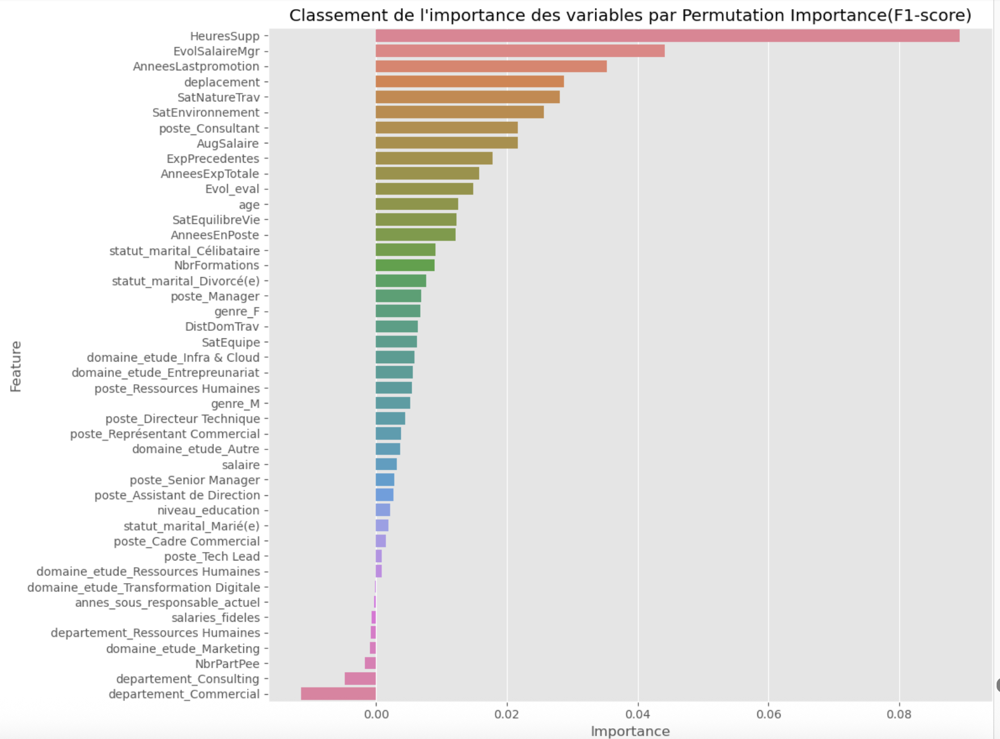 Classement de l'importance des variables par Permutation Importance(F1-score)
HeuresSupp
EvolSalaireMgr
AnneesLastpromotion
deplacement
SatNatureTrav
SatEnvironnement
poste_Consultant
AugSalaire
ExpPrecedentes
AnneesExpTotale
Evol_eval
age
SatEquilibreVie
AnneesEnPoste
statut_marital_Célibataire
NbrFormations
statut_marital_Divorcé(e)
poste_Manager
genre_F
DistDomTrav
SatEquipe
domaine_etude_Infra & Cloud
domaine_etude_Entrepreunariat
poste_Ressources Humaines
genre_M
poste_Directeur Technique
poste_Représentant Commercial
domaine_etude_Autre
salaire
poste_Senior Manager
poste_Assistant de Direction
niveau_education
statut_marital_Marié(e)
poste_Cadre Commercial
poste_Tech Lead
domaine_etude_Ressources Humaines
domaine_etude_Transformation Digitale
annes_sous_responsable_actuel
salaries_fideles
departement_Ressources Humaines
domaine_etude_Marketing
NbrPartPee
departement_Consulting
departement_Commercial
Feature
0.00 0.02 0.04 0.06 0.08
Importance